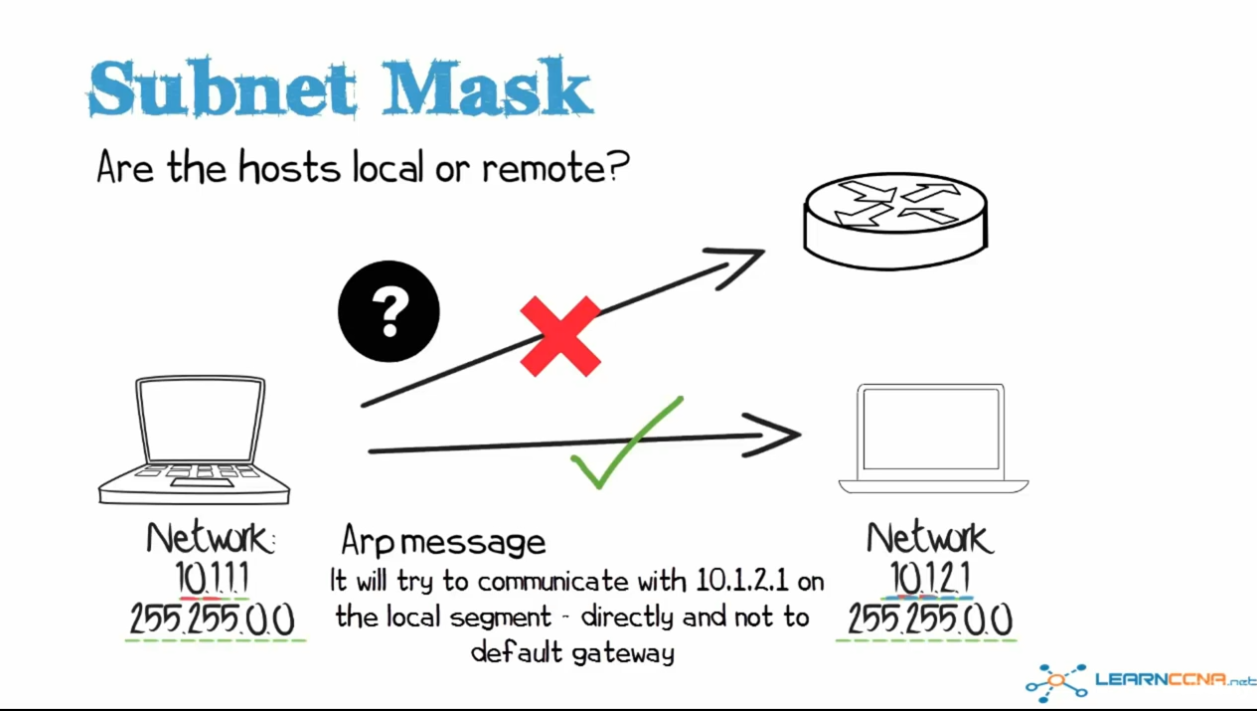 Subnet Mask
Are the hosts local or remote?
?
Network:
10.1.1.1
255.255.0.0
Arp message
It will try to communicate with 10.1.2.1 on
the local segment - directly and not to
default gateway
Network
10.1.2.1
255.255.0.0
LEARNCCNA.net